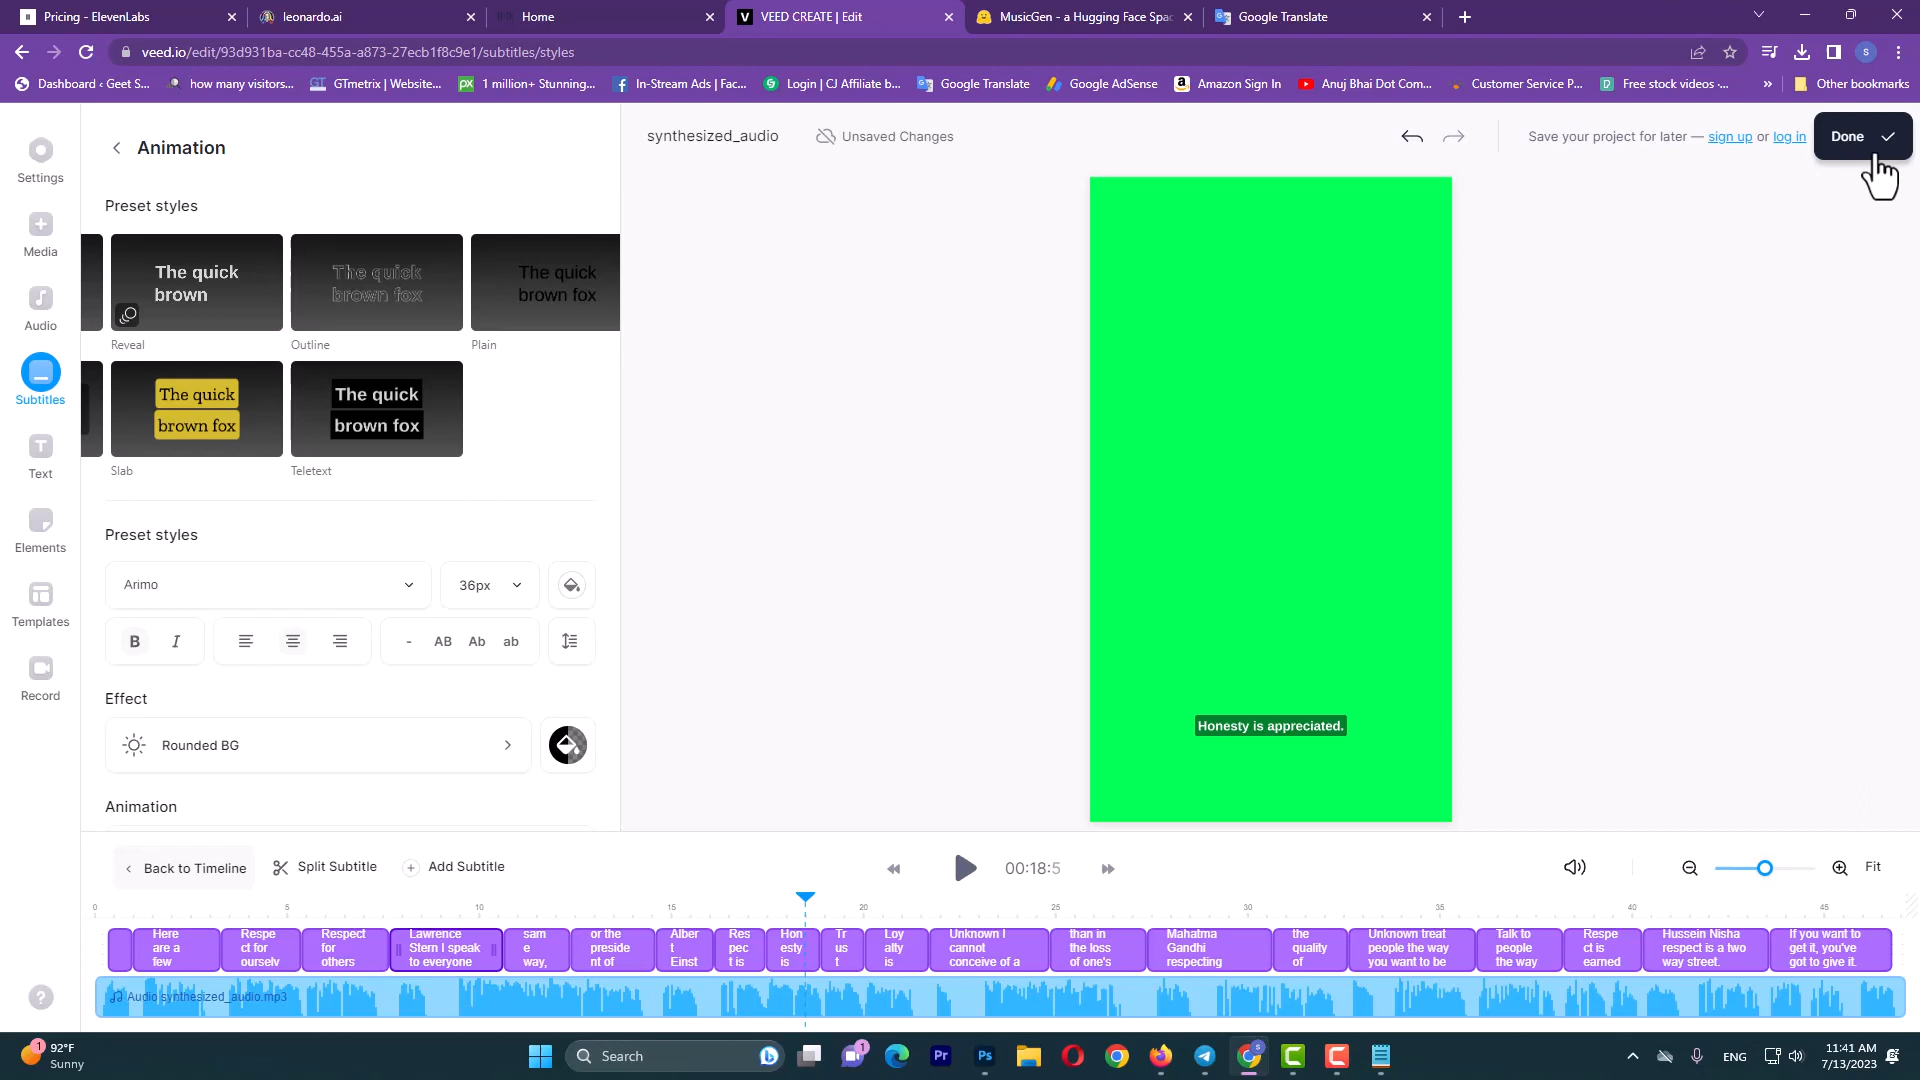 Pricing - ElevenLabs
leonardo.ai
Home
VEED CREATE | Edit
MusicGen - a Hugging Face Spac
Google Translate
veed.io/edit/93d931ba-cc48-455a-a873-27ecb1f8c9e1/subtitles/styles
S
Dashboard ‹ Geet S...
how many visitors...
GTmetrix | Website...
1 million+ Stunning...
In-Stream Ads | Fac...
Login | CJ Affiliate b...
Google Translate
Google AdSense
Amazon Sign In
Anuj Bhai Dot Com...
Customer Service P...
Free stock videos -...
»
Other bookmarks
Settings
Media
Audio
Subtitles
Text
Elements
Templates
Record
Animation
Preset styles
The quick
brown
Reveal
The quick
brown fox
Outline
The quick
brown fox
Plain
The quick
brown fox
Slab
The quick
brown fox
Teletext
Preset styles
Arimo
36px
B I - AB Ab ab
Effect
Rounded BG
Animation
synthesized_audio
Unsaved Changes
Save your project for later — sign up or log in
Done
Honesty is appreciated.
Back to Timeline
Split Subtitle
Add Subtitle
00:18:5
Fit
0 5 10 15 20 25 30 35 40 45
Here
are a
few
Respe
ct for
ourselv
Respect
for
others
Lawrence
Stern I speak
to everyone
sam
e
way,
or the
preside
nt of
Alber
t
Einst
Res
pec
t is
Hon
esty
is
Tr
us
t
Loy
alty
is
Unknown I
cannot
conceive of a
than in
the loss
of one's
Mahatma
Gandhi
respecting
the
quality
of
Unknown treat
people the way
you want to be
Talk to
people
the way
Respe
ct is
earned
Hussein Nisha
respect is a two
way street.
If you want to
get it, you've
got to give it.
Audio synthesized_audio.mp3
1
92°F
Sunny
Search
1
Pr
Ps
S
ENG
11:41 AM
7/13/2023